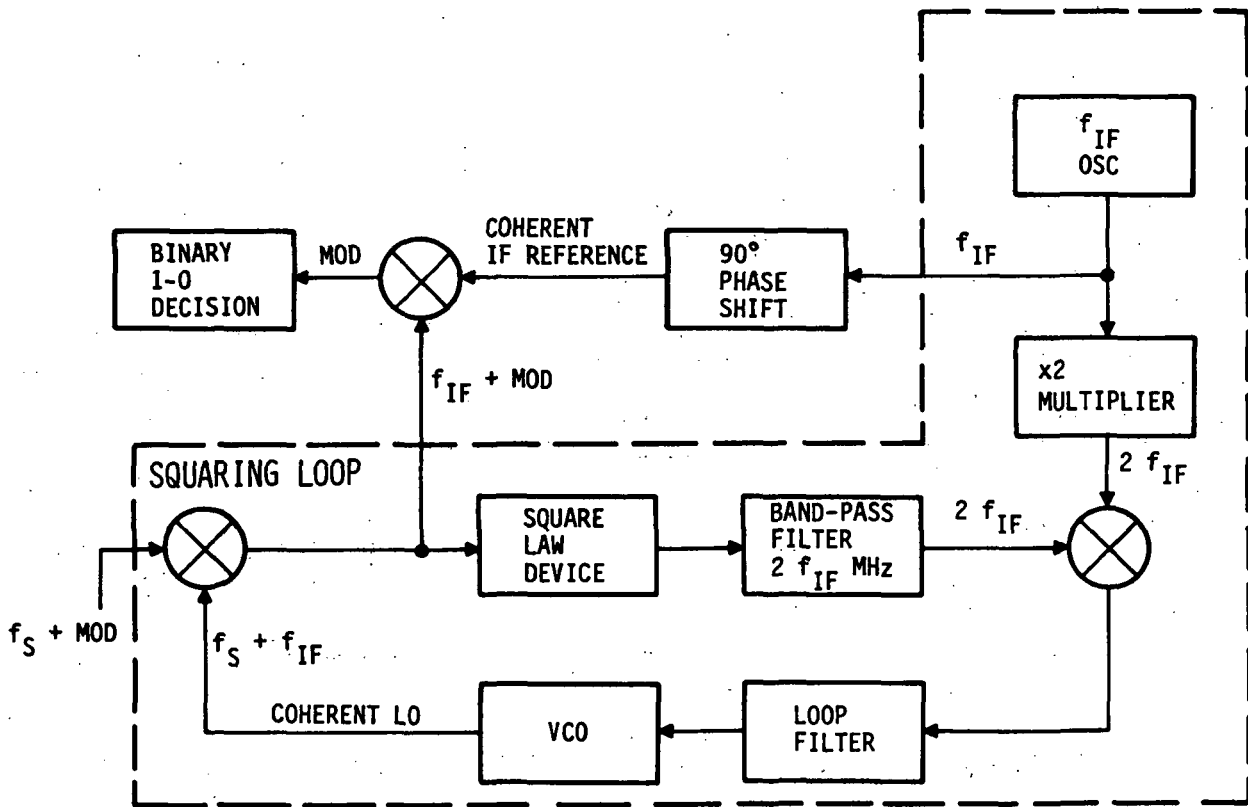 f_IF
OSC
COHERENT
IF REFERENCE
f_IF
BINARY
1-0
DECISION
MOD
90°
PHASE
SHIFT
f_IF + MOD
x2
MULTIPLIER
2 f_IF
SQUARING LOOP
SQUARE
LAW
DEVICE
BAND-PASS
FILTER
2 f_IF MHz
2 f_IF
f_S + MOD
f_S + f_IF
COHERENT LO
VCO
LOOP
FILTER